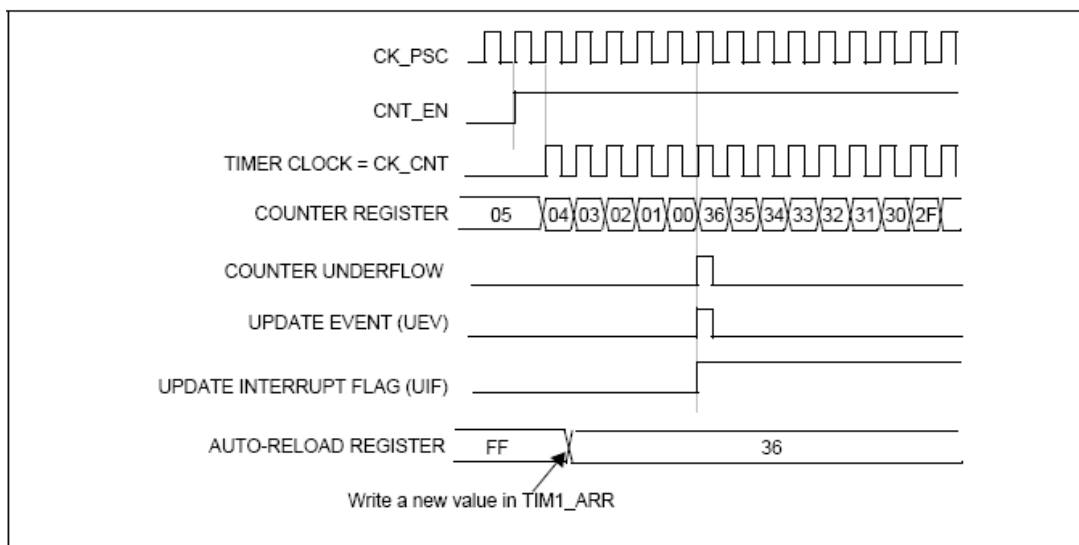 CK_PSC
CNT_EN
TIMER CLOCK = CK_CNT
COUNTER REGISTER 05 04 03 02 01 00 36 35 34 33 32 31 30 2F
COUNTER UNDERFLOW
UPDATE EVENT (UEV)
UPDATE INTERRUPT FLAG (UIF)
AUTO-RELOAD REGISTER FF 36
Write a new value in TIM1_ARR